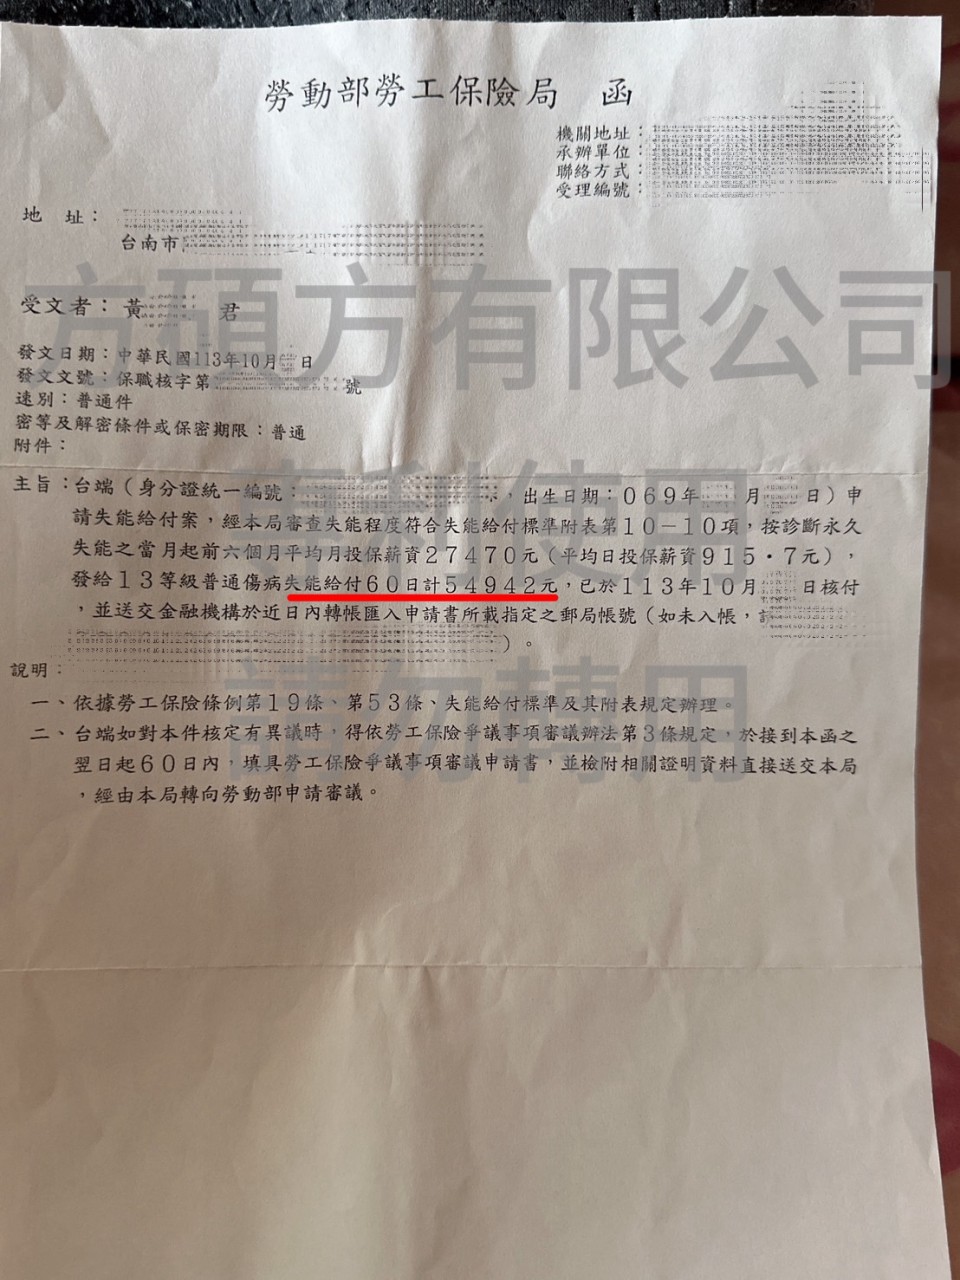 勞動部勞工保險局 函
機關地址：
承辦單位：
聯絡方式：
受理編號：
地 址：
台南市
受文者：黃 君
發文日期：中華民國113年10月 日
發文文號：保職核字第 號
速別：普通件
密等及解密條件或保密期限：普通
附件：
主旨：台端（身分證統一編號： ，出生日期：069年 月 日）申
請失能給付案，經本局審查失能程度符合失能給付標準附表第10－10項，按診斷永久
失能之當月起前六個月平均月投保薪資27470元（平均日投保薪資915．7元），
發給13等級普通傷病失能給付60日計54942元，已於113年10月 日核付
，並送交金融機構於近日內轉帳匯入申請書所載指定之郵局帳號（如未入帳，
）。
說明：
一、依據勞工保險條例第19條、第53條、失能給付標準及其附表規定辦理。
二、台端如對本件核定有異議時，得依勞工保險爭議事項審議辦法第3條規定，於接到本函之
翌日起60日內，填具勞工保險爭議事項審議申請書，並檢附相關證明資料直接送交本局
，經由本局轉向勞動部申請審議。
方碩方有限公司
專利使用
請勿轉用